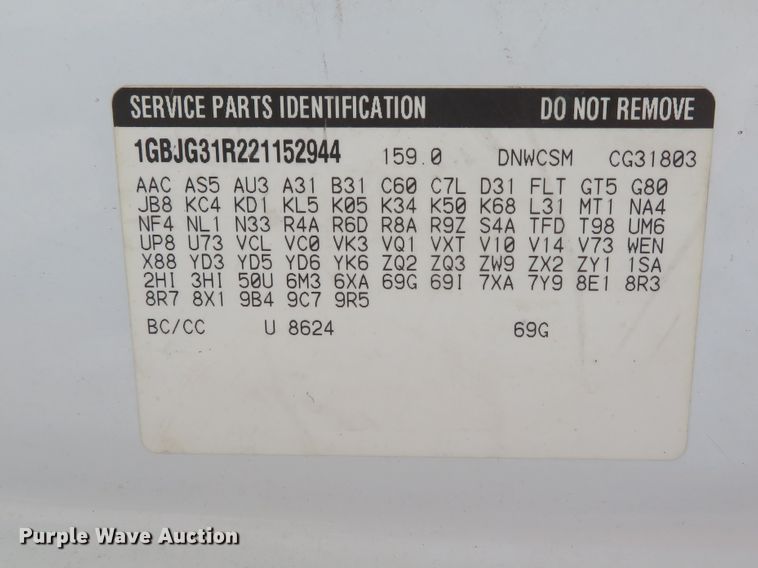 SERVICE PARTS IDENTIFICATION DO NOT REMOVE
1GBJG31R221152944 159.0 DNWCSM CG31803
AAC AS5 AU3 A31 B31 C60 C7L D31 FLT GT5 G80
JB8 KC4 KD1 KL5 K05 K34 K50 K68 L31 MT1 NA4
NF4 NL1 N33 R4A R6D R8A R9Z S4A TFD T98 UM6
UP8 U73 VCL VC0 VK3 VQ1 VXT V10 V14 V73 WEN
X88 YD3 YD5 YD6 YK6 ZQ2 ZQ3 ZW9 ZX2 ZY1 1SA
2HI 3HI 50U 6M3 6XA 69G 69I 7XA 7Y9 8E1 8R3
8R7 8X1 9B4 9C7 9R5
BC/CC U 8624 69G
Purple Wave Auction Purple Wave Auction